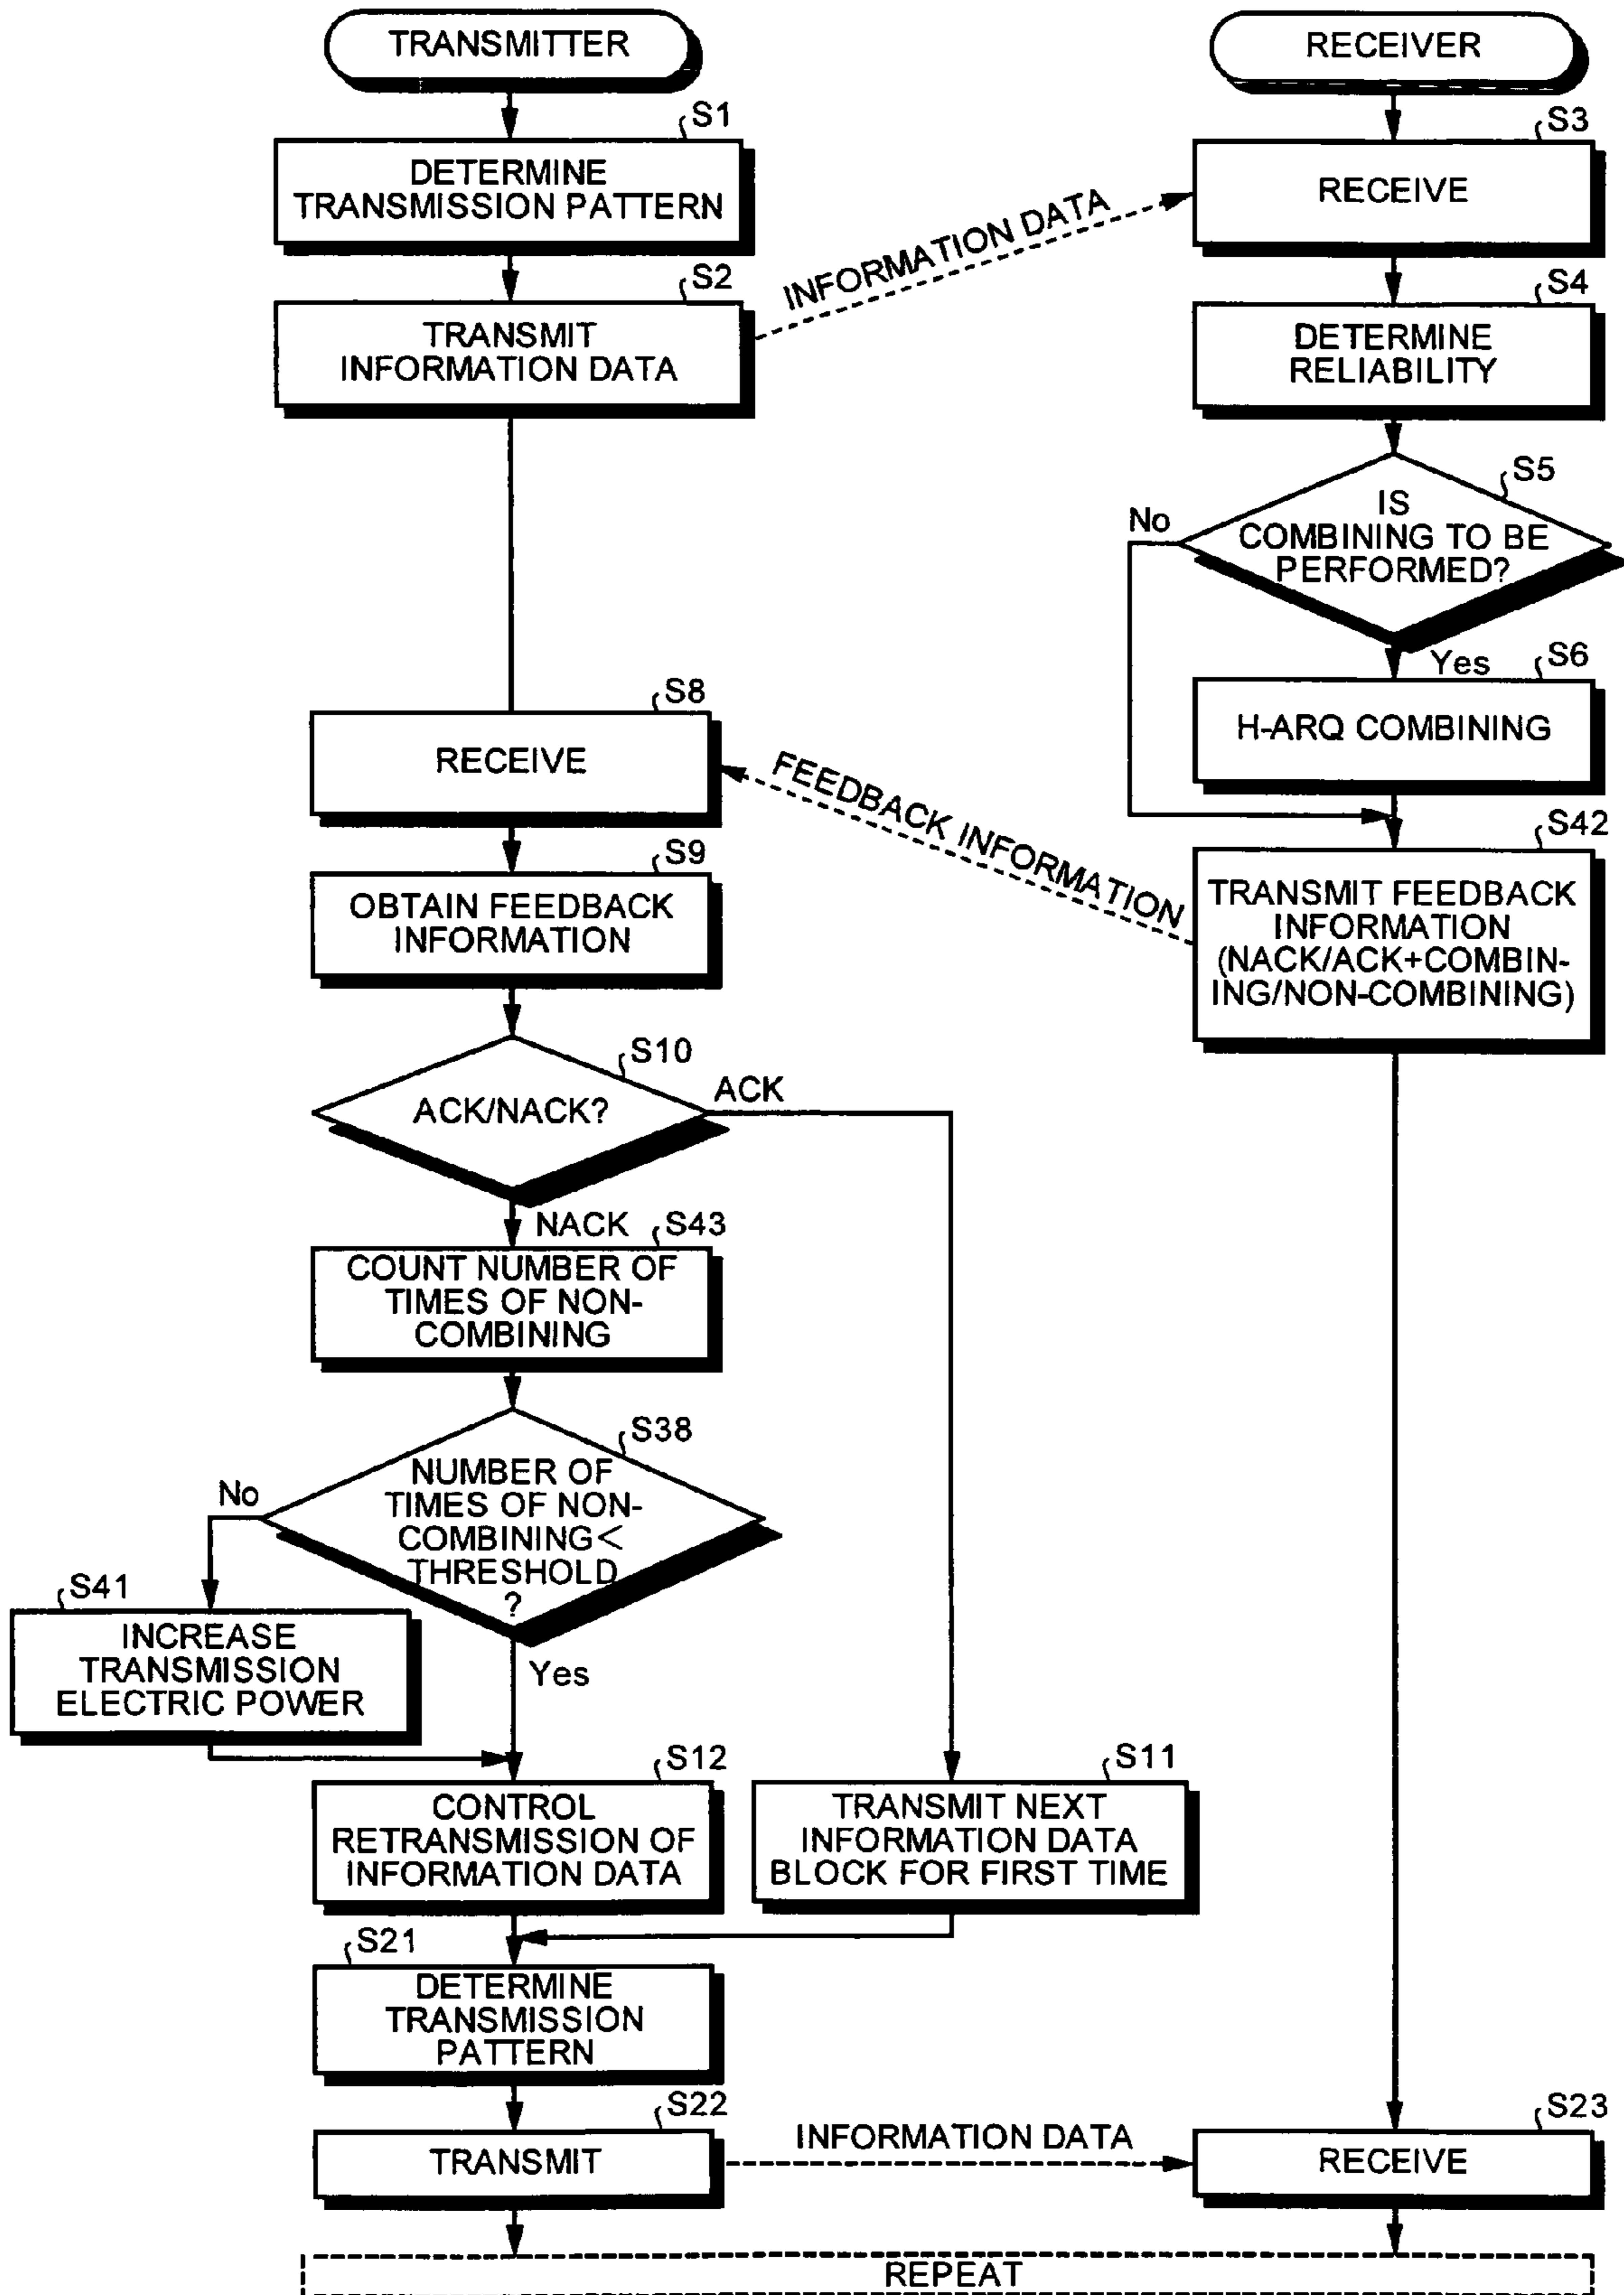 TRANSMITTER
S1
DETERMINE
TRANSMISSION PATTERN
S2
TRANSMIT
INFORMATION DATA
INFORMATION DATA
RECEIVER
S3
RECEIVE
S4
DETERMINE
RELIABILITY
S5
IS
COMBINING TO BE
PERFORMED?
No
Yes
S6
H-ARQ COMBINING
S42
TRANSMIT FEEDBACK
INFORMATION
(NACK/ACK+COMBIN-
ING/NON-COMBINING)
FEEDBACK INFORMATION
S8
RECEIVE
S9
OBTAIN FEEDBACK
INFORMATION
S10
ACK/NACK?
ACK
NACK
S43
COUNT NUMBER OF
TIMES OF NON-
COMBINING
S38
NUMBER OF
TIMES OF NON-
COMBINING<
THRESHOLD
?
No
Yes
S41
INCREASE
TRANSMISSION
ELECTRIC POWER
S12
CONTROL
RETRANSMISSION OF
INFORMATION DATA
S11
TRANSMIT NEXT
INFORMATION DATA
BLOCK FOR FIRST TIME
S21
DETERMINE
TRANSMISSION
PATTERN
S22
TRANSMIT
INFORMATION DATA
S23
RECEIVE
REPEAT